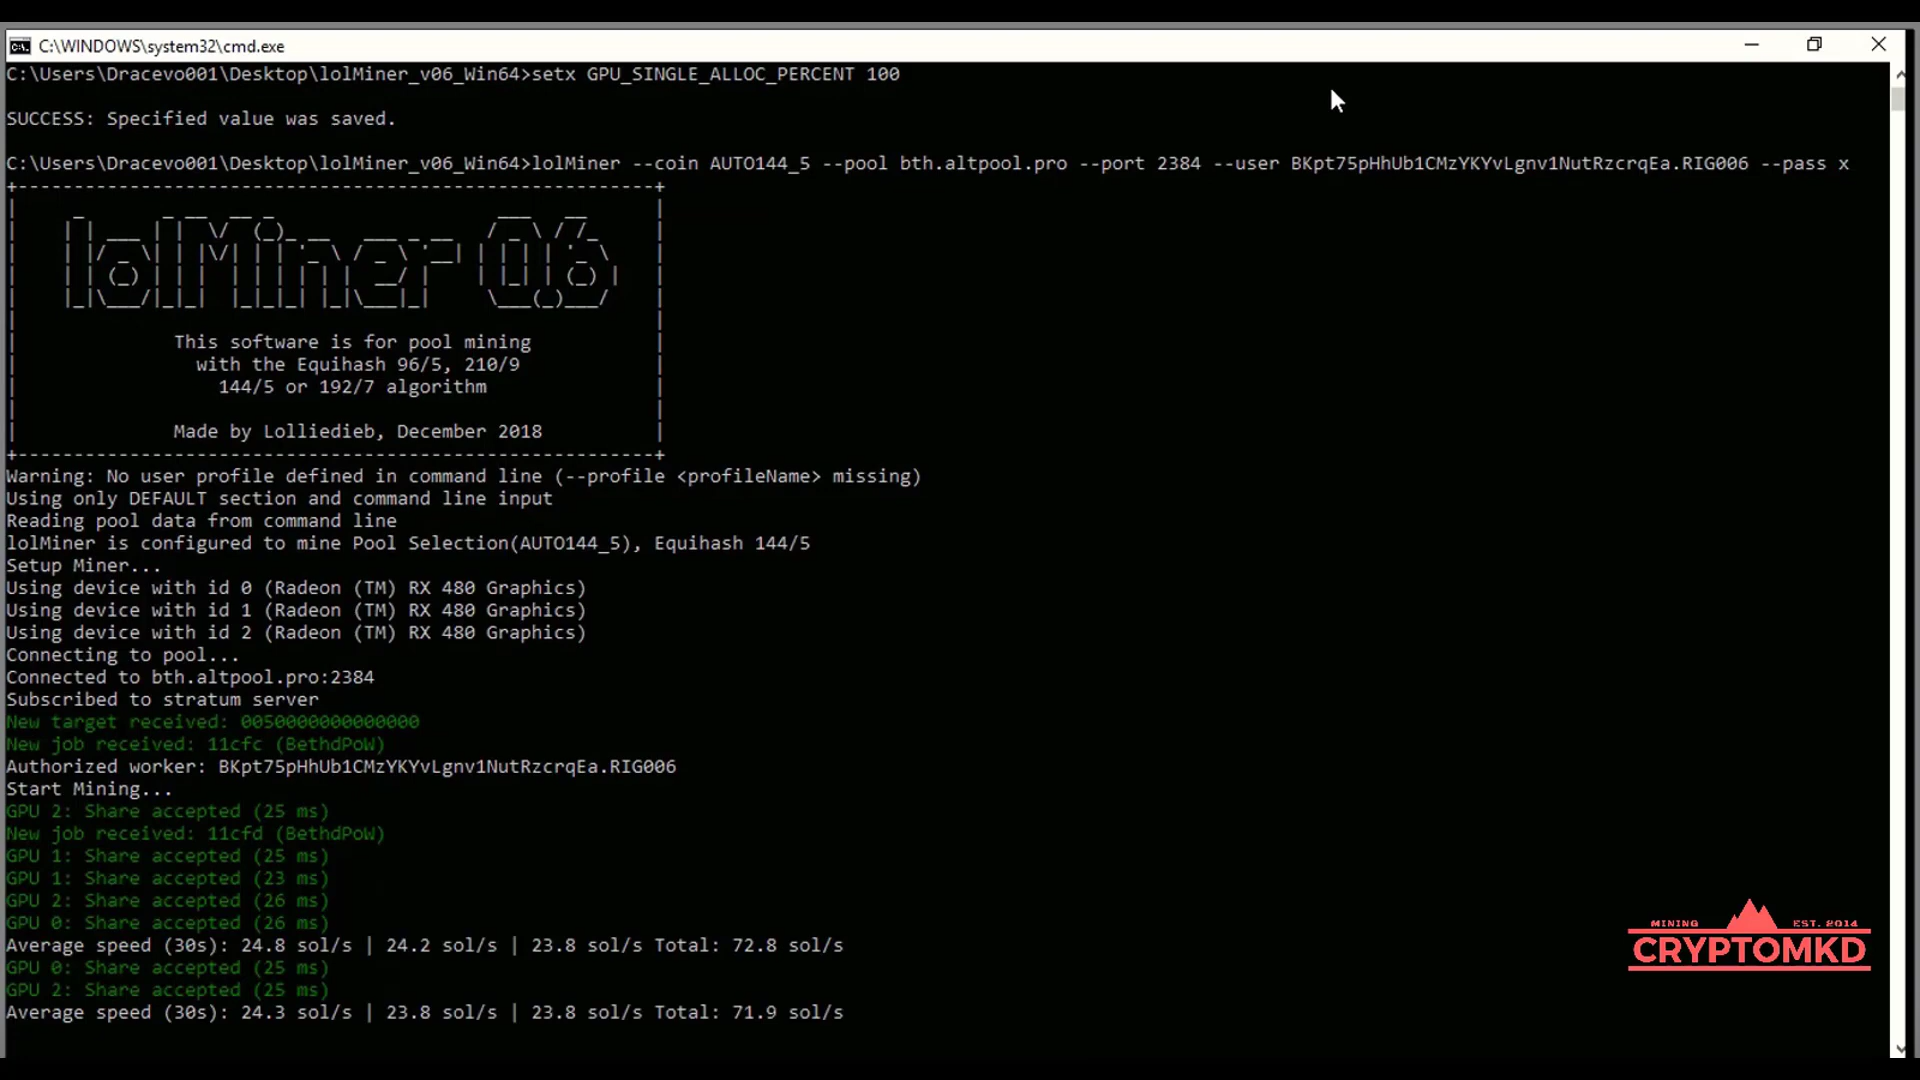 C:\WINDOWS\system32\cmd.exe
C:\Users\Dracevo001\Desktop\lolMiner_v06_Win64>setx GPU_SINGLE_ALLOC_PERCENT 100
SUCCESS: Specified value was saved.
C:\Users\Dracevo001\Desktop\lolMiner_v06_Win64>lolMiner --coin AUTO144_5 --pool bth.altpool.pro --port 2384 --user BKpt75pHhUb1CMzYKYvLgnv1NutRzcrqEa.RIG006 --pass x
lolMiner 0.6
This software is for pool mining
with the Equihash 96/5, 210/9
144/5 or 192/7 algorithm
Made by Lolliedieb, December 2018
Warning: No user profile defined in command line (--profile <profileName> missing)
Using only DEFAULT section and command line input
Reading pool data from command line
lolMiner is configured to mine Pool Selection(AUTO144_5), Equihash 144/5
Setup Miner...
Using device with id 0 (Radeon (TM) RX 480 Graphics)
Using device with id 1 (Radeon (TM) RX 480 Graphics)
Using device with id 2 (Radeon (TM) RX 480 Graphics)
Connecting to pool...
Connected to bth.altpool.pro:2384
Subscribed to stratum server
New target received: 0050000000000000
New job received: 11cfc (BethdPoW)
Authorized worker: BKpt75pHhUb1CMzYKYvLgnv1NutRzcrqEa.RIG006
Start Mining...
GPU 2: Share accepted (25 ms)
New job received: 11cfd (BethdPoW)
GPU 1: Share accepted (25 ms)
GPU 1: Share accepted (23 ms)
GPU 2: Share accepted (26 ms)
GPU 0: Share accepted (26 ms)
Average speed (30s): 24.8 sol/s | 24.2 sol/s | 23.8 sol/s Total: 72.8 sol/s
GPU 0: Share accepted (25 ms)
GPU 2: Share accepted (25 ms)
Average speed (30s): 24.3 sol/s | 23.8 sol/s | 23.8 sol/s Total: 71.9 sol/s
MINING EST. 2014
CRYPTOMKD